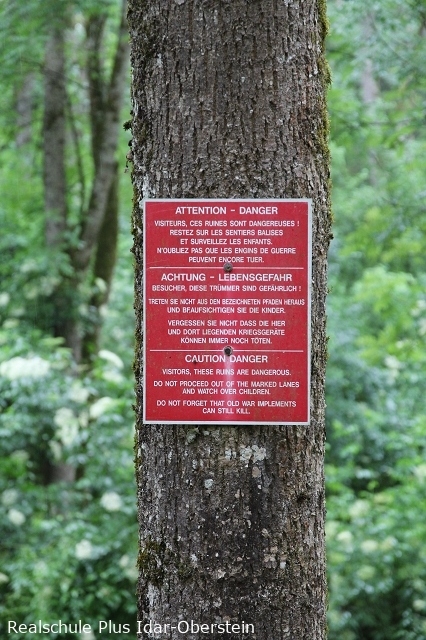 ATTENTION - DANGER
VISITEURS, CES RUINES SONT DANGEREUSES !
RESTEZ SUR LES SENTIERS BALISES
ET SURVEILLEZ LES ENFANTS.
N'OUBLIEZ PAS QUE LES ENGINS DE GUERRE
PEUVENT ENCORE TUER.
ACHTUNG - LEBENSGEFAHR
BESUCHER, DIESE TRÜMMER SIND GEFÄHRLICH !
TRETEN SIE NICHT AUS DEN BEZEICHNETEN PFADEN HERAUS
UND BEAUFSICHTIGEN SIE DIE KINDER.
VERGESSEN SIE NICHT DASS DIE HIER
UND DORT LIEGENDEN KRIEGSGERÄTE
KÖNNEN IMMER NOCH TÖTEN.
CAUTION DANGER
VISITORS, THESE RUINS ARE DANGEROUS.
DO NOT PROCEED OUT OF THE MARKED LANES
AND WATCH OVER CHILDREN.
DO NOT FORGET THAT OLD WAR IMPLEMENTS
CAN STILL KILL.
Realschule Plus Idar-Oberstein